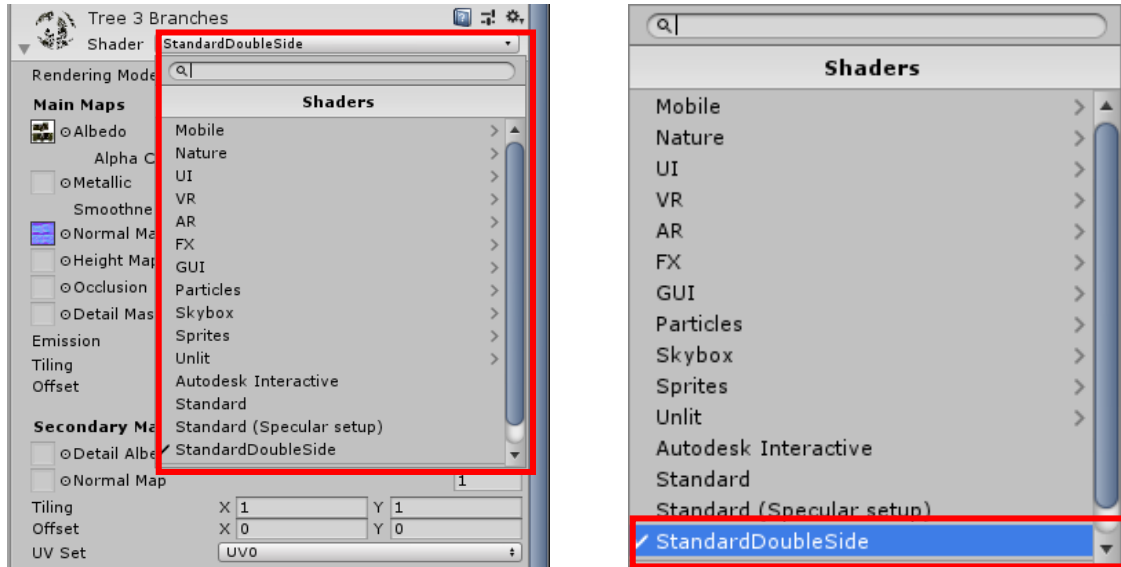 Tree 3 Branches
Shader StandardDoubleSide
Rendering Mode
Main Maps
Albedo
Alpha C
Metallic
Smoothne
Normal Ma
Height Map
Occlusion
Detail Mas
Emission
Tiling
Offset
Secondary Ma
Detail Albe
Normal Map 1
Tiling X 1 Y 1
Offset X 0 Y 0
UV Set UV0
Shaders
Mobile
Nature
UI
VR
AR
FX
GUI
Particles
Skybox
Sprites
Unlit
Autodesk Interactive
Standard
Standard (Specular setup)
StandardDoubleSide
Shaders
Mobile
Nature
UI
VR
AR
FX
GUI
Particles
Skybox
Sprites
Unlit
Autodesk Interactive
Standard
Standard (Specular setup)
StandardDoubleSide